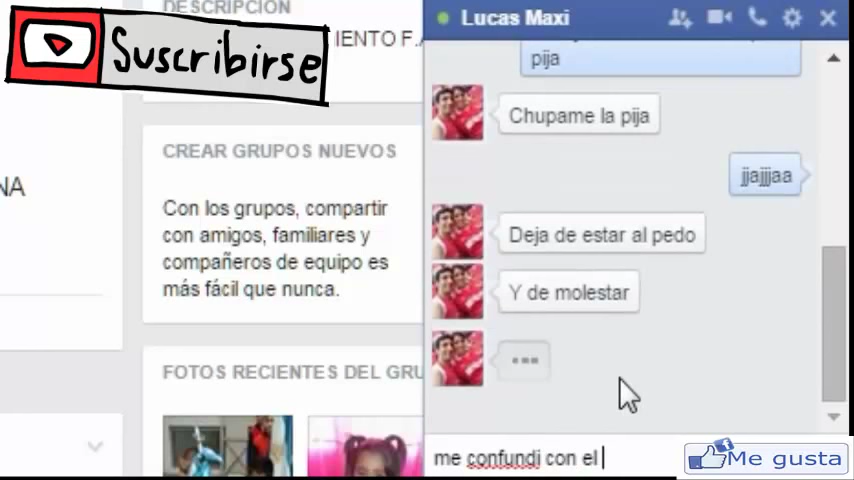 DESCRIPCIÓN
Suscribirse
IENTO F.A
NA
CREAR GRUPOS NUEVOS
Con los grupos, compartir
con amigos, familiares y
compañeros de equipo es
más fácil que nunca.
FOTOS RECIENTES DEL GRU
Lucas Maxi
pija
Chupame la pija
jjajjjaa
Deja de estar al pedo
Y de molestar
me confundi con el
Me gusta